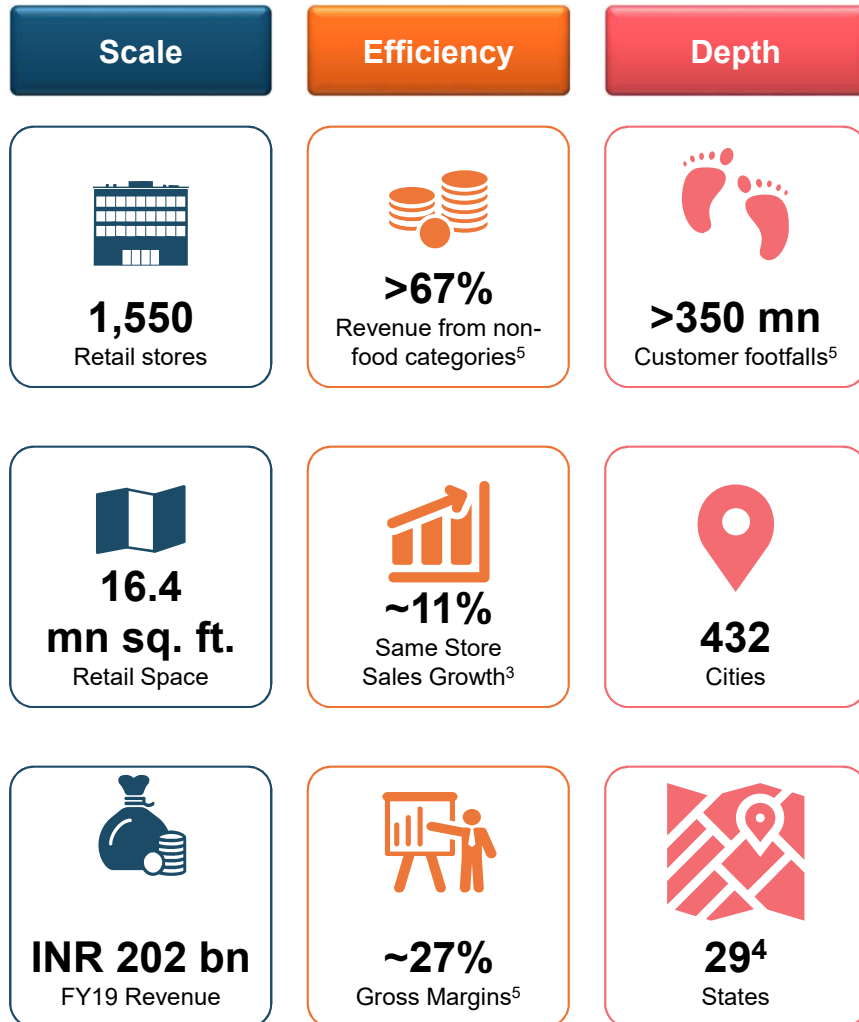 Scale
Efficiency
Depth
1,550
Retail stores
>67%
Revenue from non-
food categories⁵
>350 mn
Customer footfalls⁵
16.4
mn sq. ft.
Retail Space
~11%
Same Store
Sales Growth³
432
Cities
INR 202 bn
FY19 Revenue
~27%
Gross Margins⁵
29⁴
States